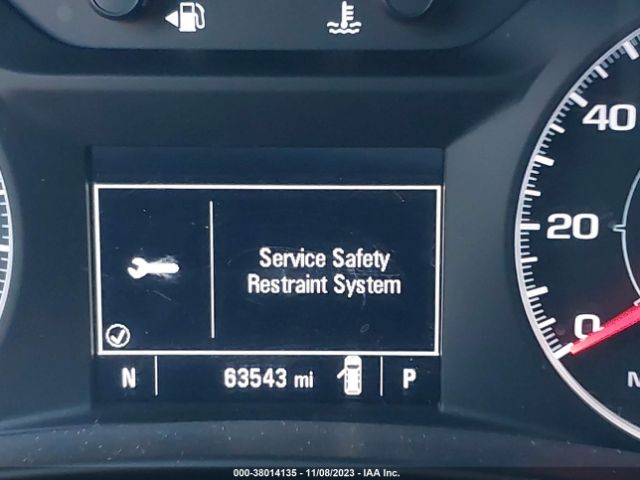 40
20
Service Safety
Restraint System
0
N 63543 mi P
000-38014135 - 11/08/2023 - IAA Inc.